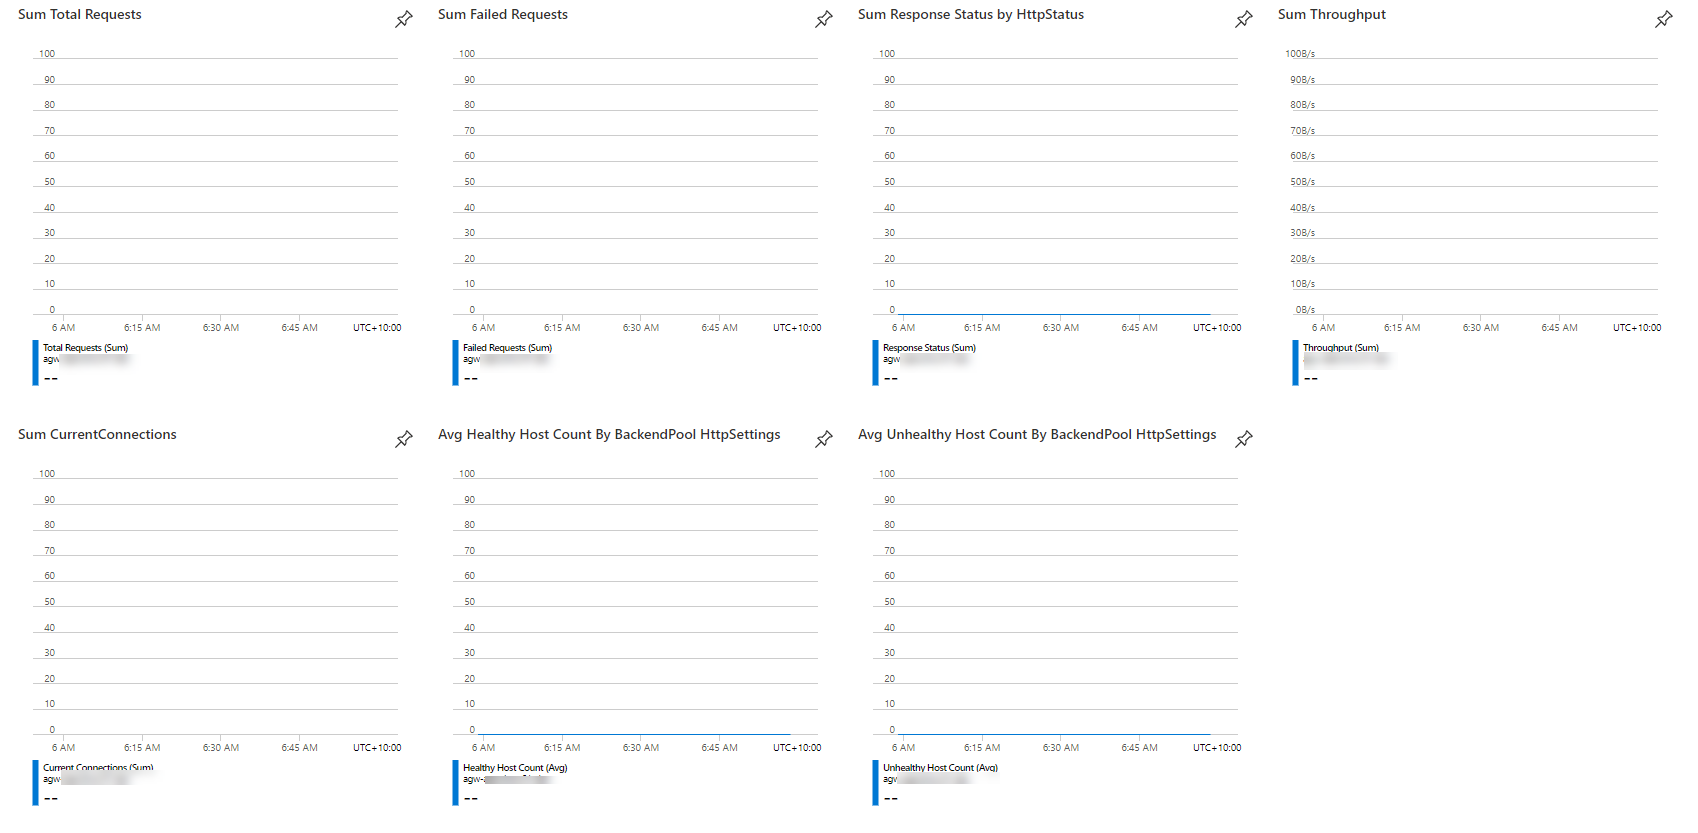 Sum Total Requests
100
90
80
70
60
50
40
30
20
10
0
6 AM 6:15 AM 6:30 AM 6:45 AM UTC+10:00
Total Requests (Sum)
agw
--
Sum Failed Requests
100
90
80
70
60
50
40
30
20
10
0
6 AM 6:15 AM 6:30 AM 6:45 AM UTC+10:00
Failed Requests (Sum)
agw
--
Sum Response Status by HttpStatus
100
90
80
70
60
50
40
30
20
10
0
6 AM 6:15 AM 6:30 AM 6:45 AM UTC+10:00
Response Status (Sum)
agw
--
Sum Throughput
100B/s
90B/s
80B/s
70B/s
60B/s
50B/s
40B/s
30B/s
20B/s
10B/s
0B/s
6 AM 6:15 AM 6:30 AM 6:45 AM UTC+10:00
Throughput (Sum)
--
Sum CurrentConnections
100
90
80
70
60
50
40
30
20
10
0
6 AM 6:15 AM 6:30 AM 6:45 AM UTC+10:00
Current Connections (Sum)
agw
--
Avg Healthy Host Count By BackendPool HttpSettings
100
90
80
70
60
50
40
30
20
10
0
6 AM 6:15 AM 6:30 AM 6:45 AM UTC+10:00
Healthy Host Count (Avg)
agw-
--
Avg Unhealthy Host Count By BackendPool HttpSettings
100
90
80
70
60
50
40
30
20
10
0
6 AM 6:15 AM 6:30 AM 6:45 AM UTC+10:00
Unhealthy Host Count (Avg)
agw
--